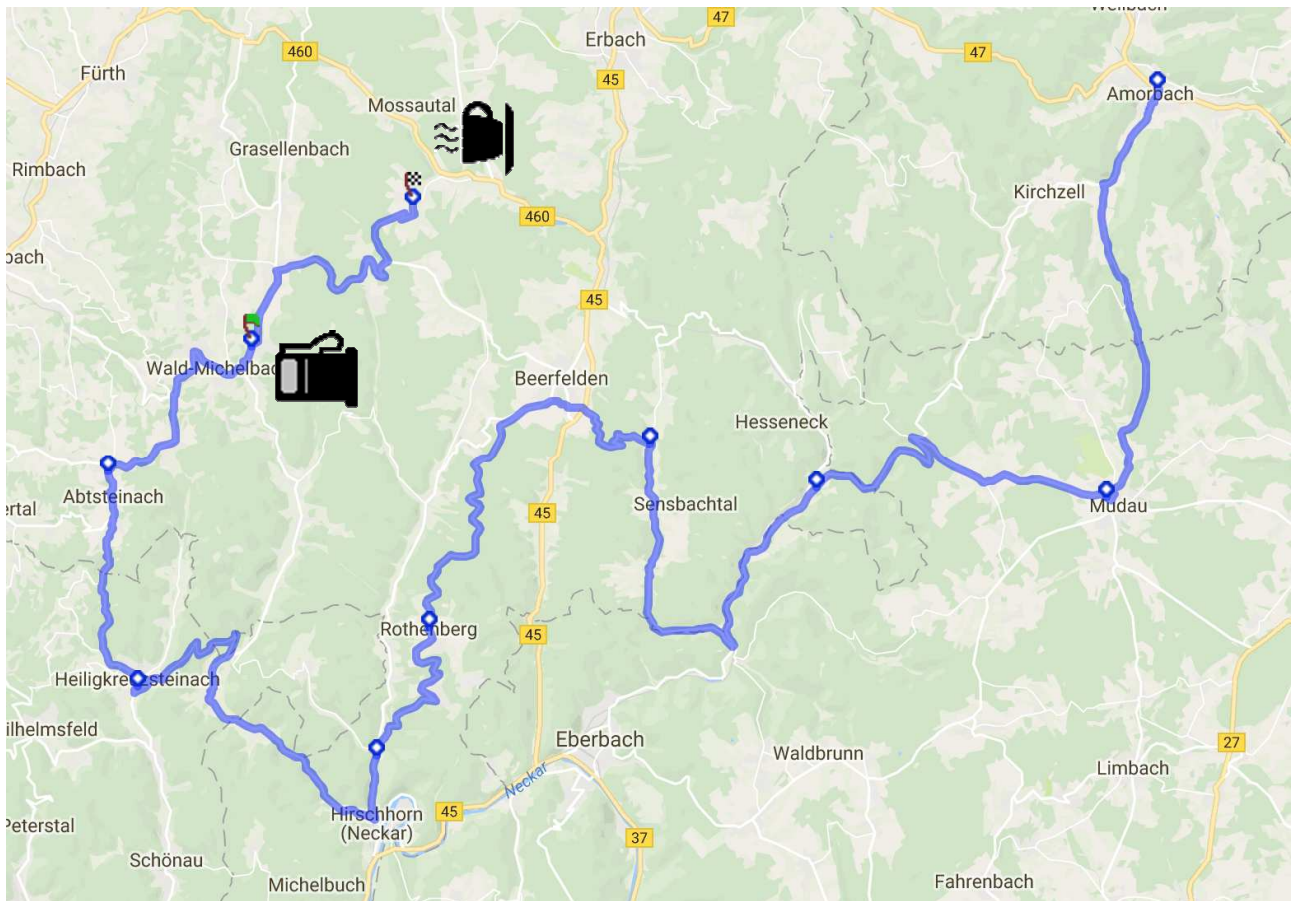 Weilbach
47
47
Erbach
460
Fürth
45
Amorbach
Mossautal
Grasellenbach
Rimbach
Kirchzell
460
bach
45
Wald-Michelbac
Beerfelden
Hesseneck
Abtsteinach
Sensbachtal
Mudau
ertal
45
Rothenberg
45
Heiligkreuzsteinach
ilhelmsfeld
Eberbach
27
Waldbrunn
Limbach
Neckar
Hirschhorn
(Neckar)
45
Peterstal
37
Schönau
Michelbuch
Fahrenbach